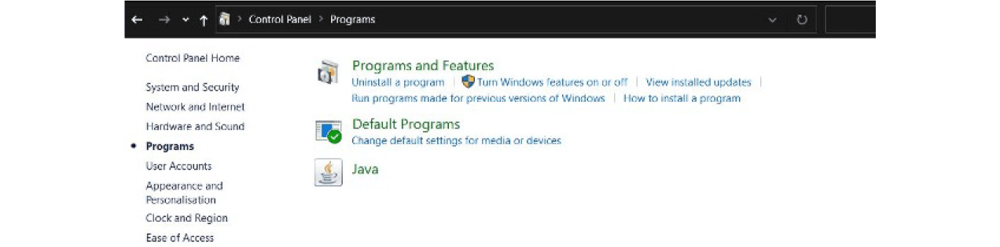 Control Panel > Programs
Control Panel Home
System and Security
Network and Internet
Hardware and Sound
Programs
User Accounts
Appearance and
Personalisation
Clock and Region
Ease of Access
Programs and Features
Uninstall a program | Turn Windows features on or off | View installed updates |
Run programs made for previous versions of Windows | How to install a program
Default Programs
Change default settings for media or devices
Java